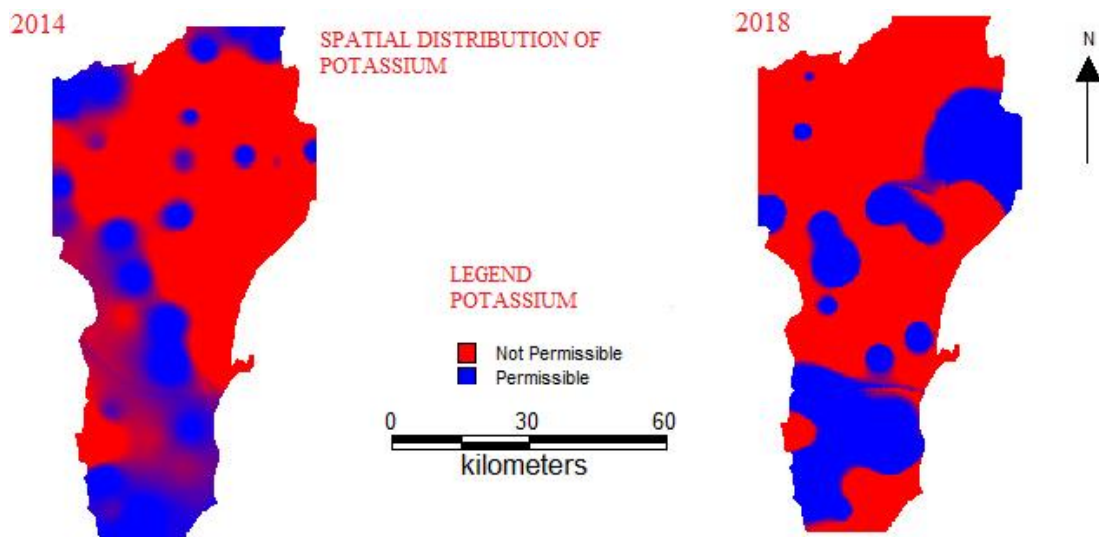 2014
SPATIAL DISTRIBUTION OF
POTASSIUM
2018
N
LEGEND
POTASSIUM
Not Permissible
Permissible
0 30 60
kilometers